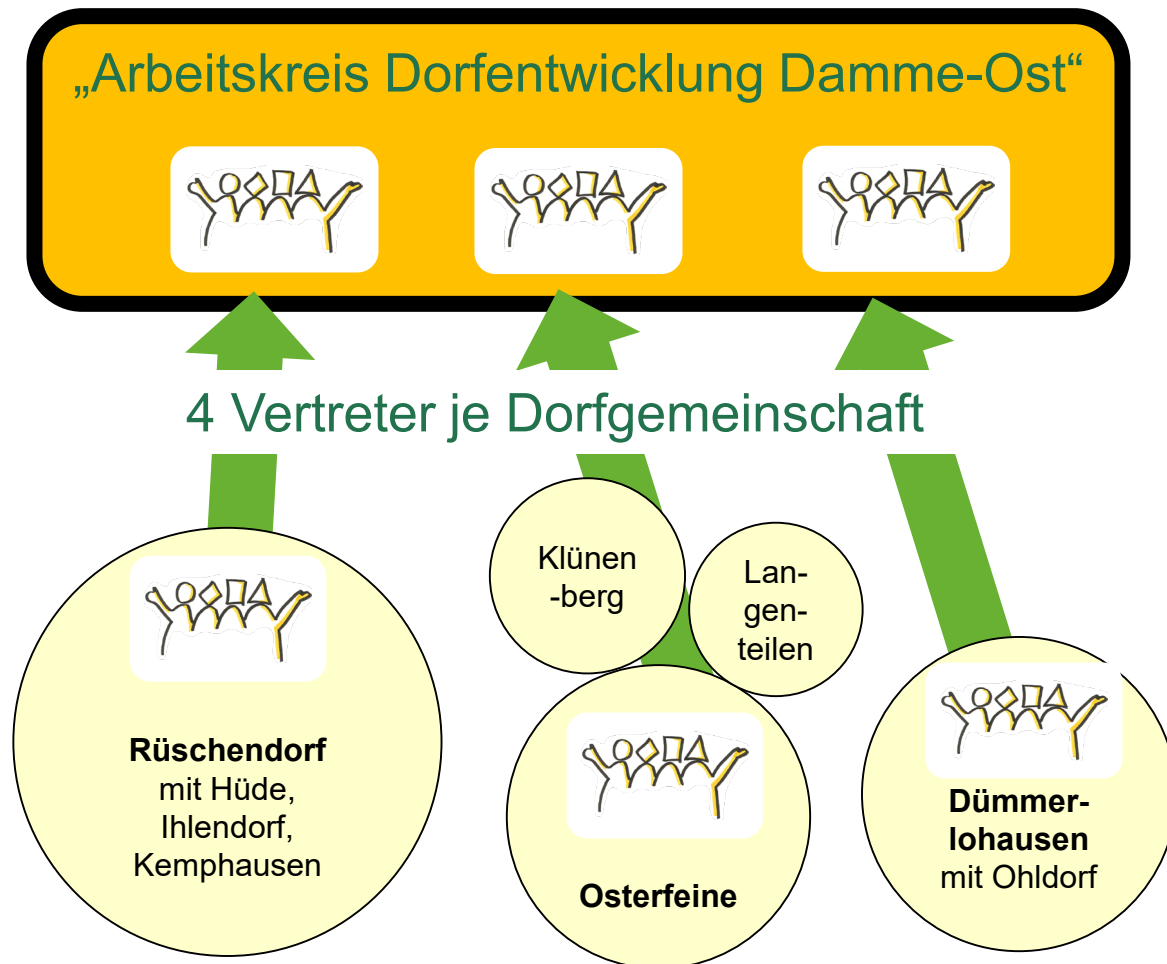 „Arbeitskreis Dorfentwicklung Damme-Ost“
4 Vertreter je Dorfgemeinschaft
Klünen
-berg
Lan-
gen-
teilen
Rüschendorf
mit Hüde,
Ihlendorf,
Kemphausen
Osterfeine
Dümmer-
lohausen
mit Ohldorf